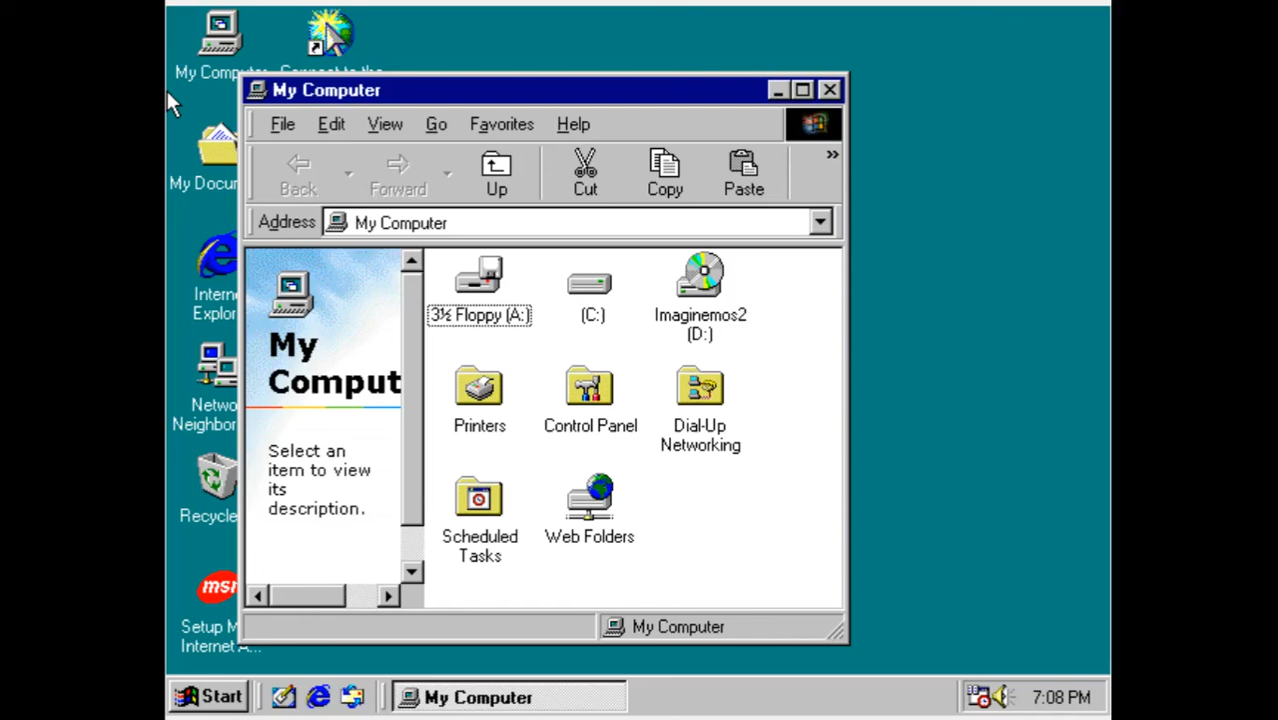 My Comput
My Docu
Intern
Explor
Netwo
Neighbor
Recycle
msn
Setup M
Internet A...
My Computer
File Edit View Go Favorites Help
Back Forward Up Cut Copy Paste »
Address My Computer
My
Comput
Select an
item to view
its
description.
3½ Floppy (A:) (C:) Imaginemos2
(D:)
Printers Control Panel Dial-Up
Networking
Scheduled
Tasks Web Folders
My Computer
Start My Computer 7:08 PM